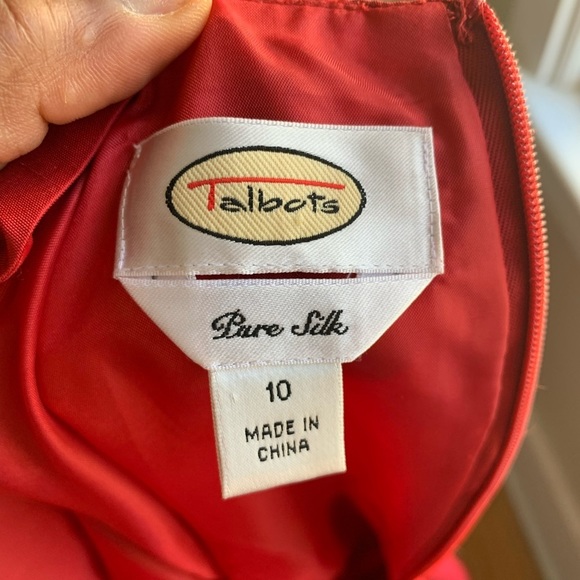 Talbots
Pure Silk
10
MADE IN
CHINA